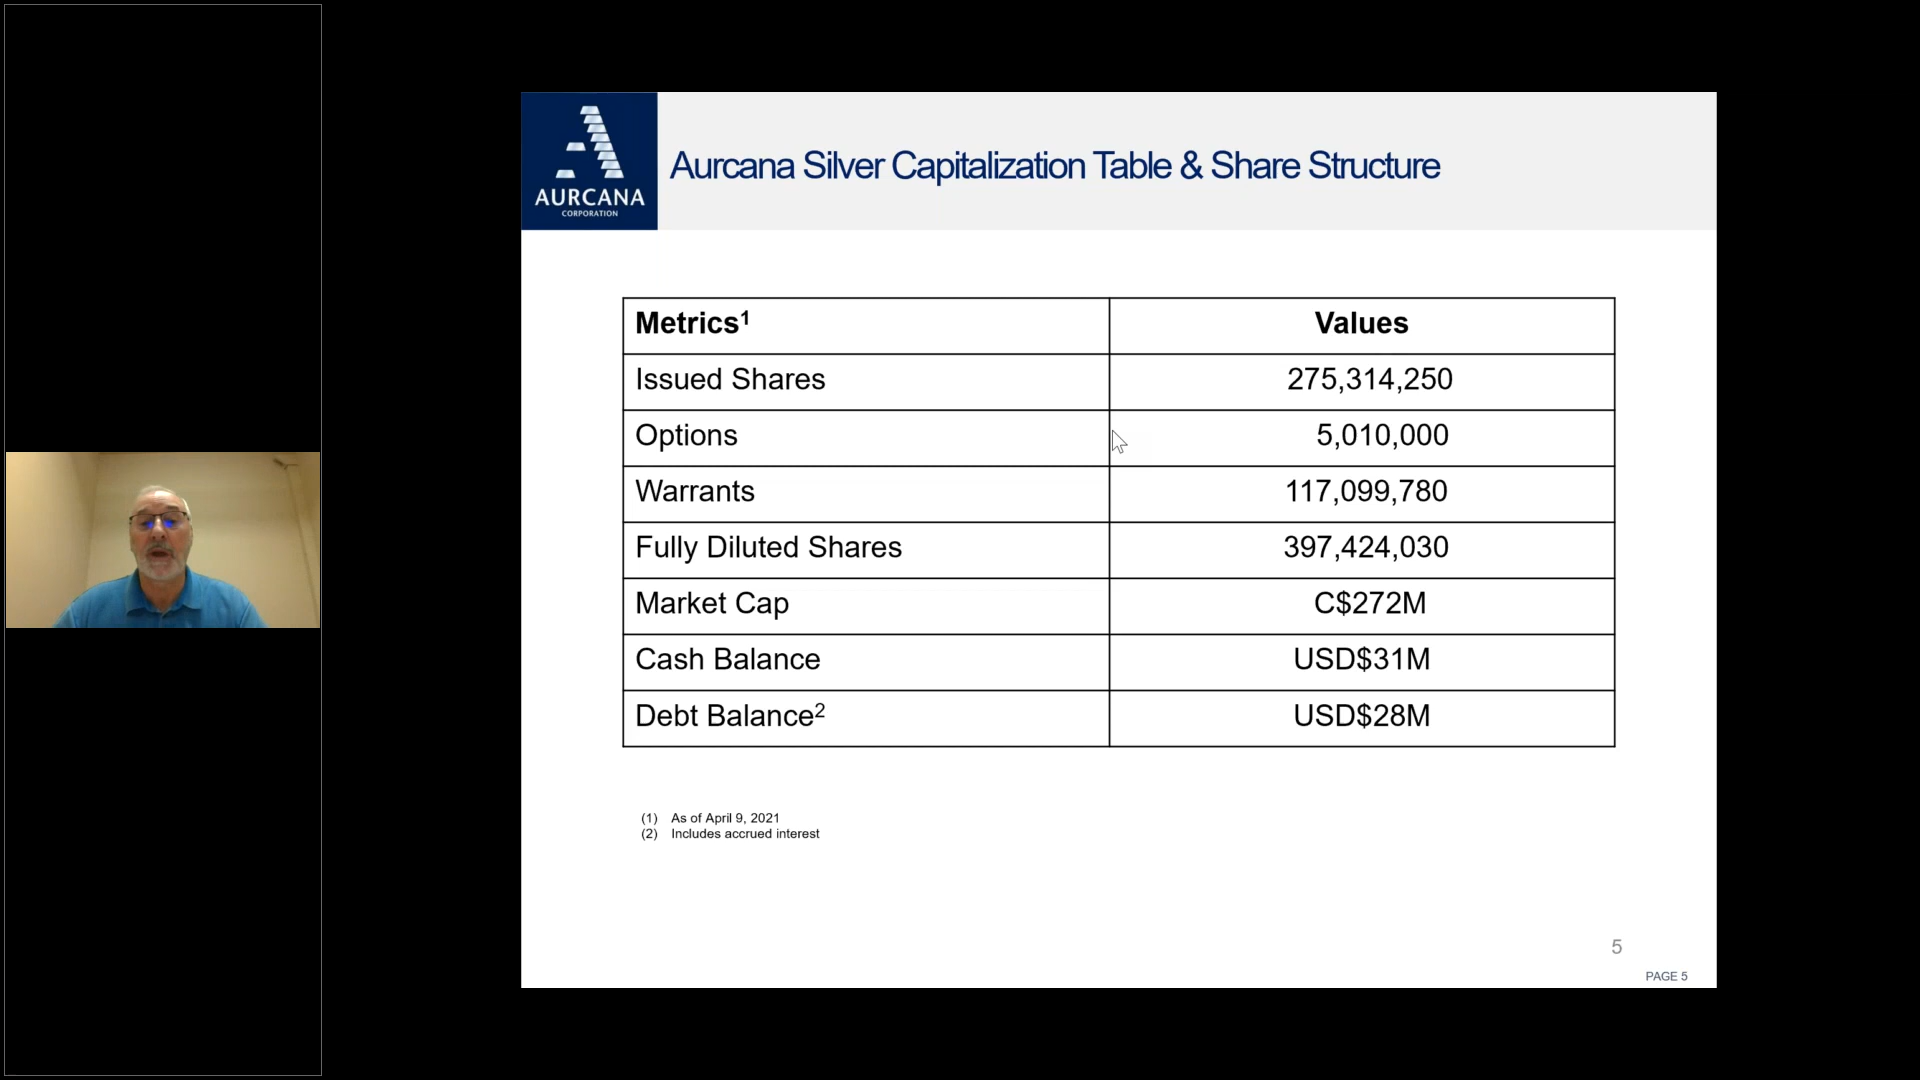 AURCANA
CORPORATION
Aurcana Silver Capitalization Table & Share Structure
Metrics¹ Values
Issued Shares 275,314,250
Options 5,010,000
Warrants 117,099,780
Fully Diluted Shares 397,424,030
Market Cap C$272M
Cash Balance USD$31M
Debt Balance² USD$28M
(1) As of April 9, 2021
(2) Includes accrued interest
5
PAGE 5